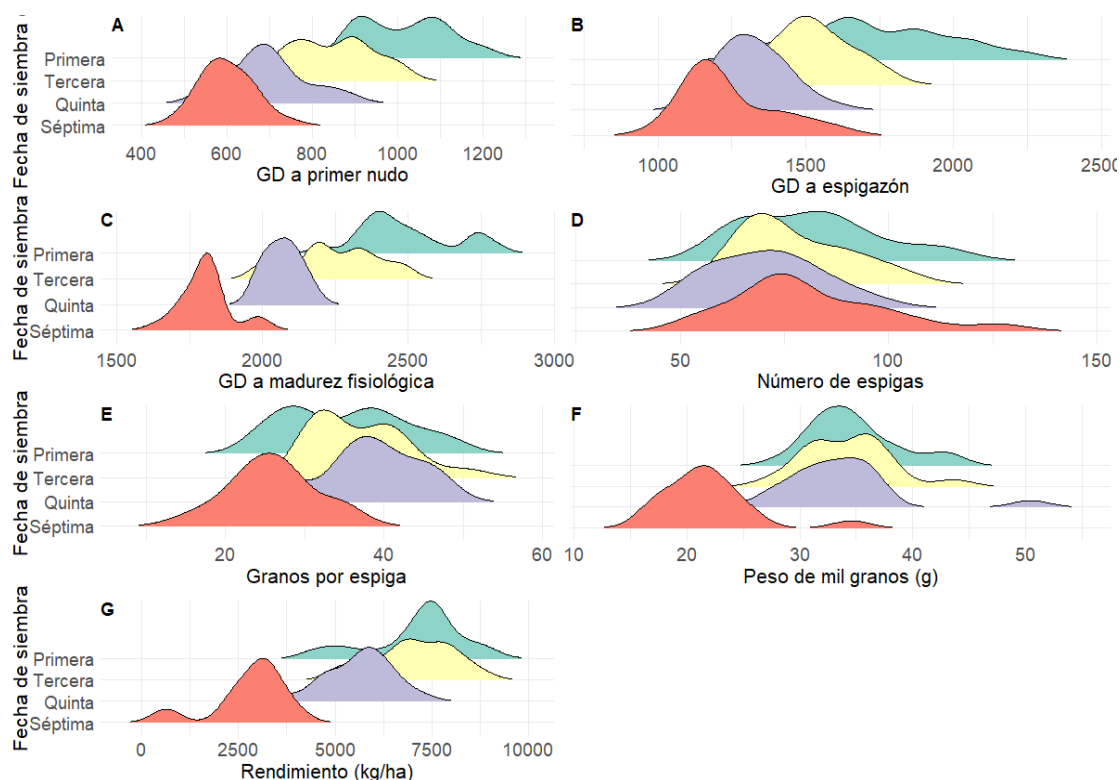 A
Fecha de siembra
Primera
Tercera
Quinta
Séptima
400 600 800 1000 1200
GD a primer nudo
B
1000 1500 2000 2500
GD a espigazón
C
Fecha de siembra
Primera
Tercera
Quinta
Séptima
1500 2000 2500 3000
GD a madurez fisiológica
D
50 100 150
Número de espigas
E
Fecha de siembra
Primera
Tercera
Quinta
Séptima
20 40 60
Granos por espiga
F
10 20 30 40 50
Peso de mil granos (g)
G
Fecha de siembra
Primera
Tercera
Quinta
Séptima
0 2500 5000 7500 10000
Rendimiento (kg/ha)